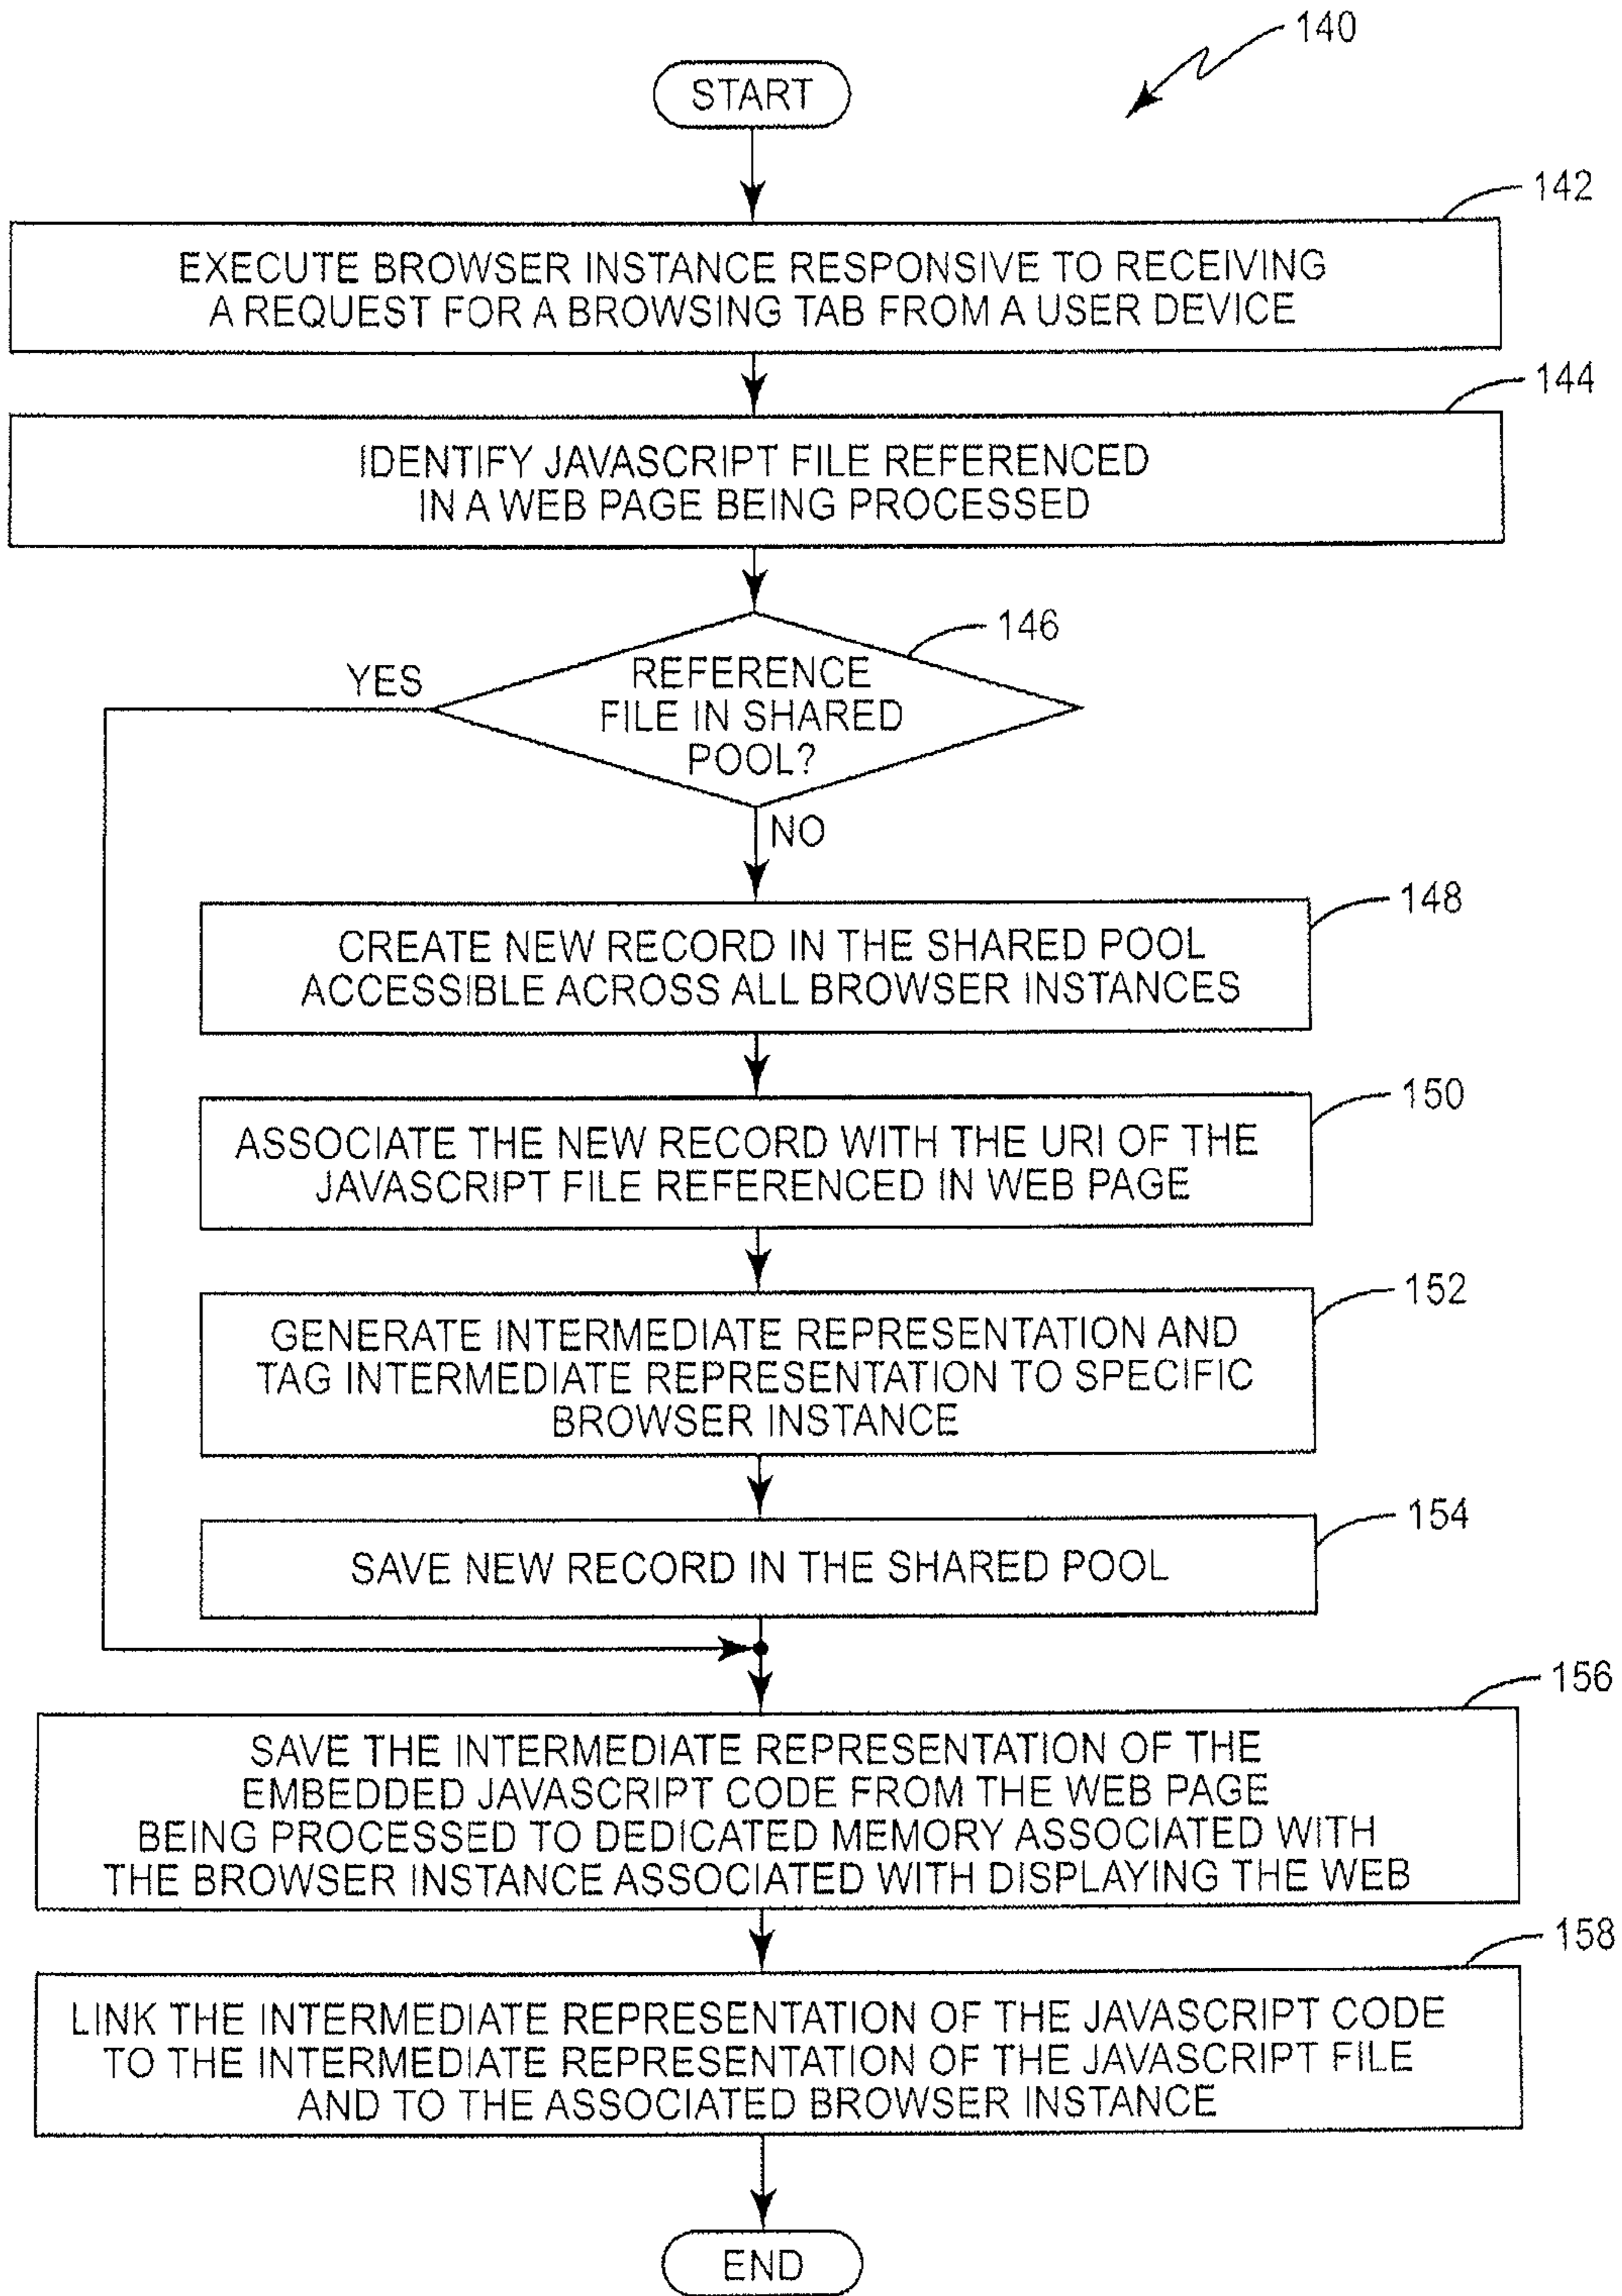 140
START
142
EXECUTE BROWSER INSTANCE RESPONSIVE TO RECEIVING
A REQUEST FOR A BROWSING TAB FROM A USER DEVICE
144
IDENTIFY JAVASCRIPT FILE REFERENCED
IN A WEB PAGE BEING PROCESSED
146
YES
REFERENCE
FILE IN SHARED
POOL?
NO
148
CREATE NEW RECORD IN THE SHARED POOL
ACCESSIBLE ACROSS ALL BROWSER INSTANCES
150
ASSOCIATE THE NEW RECORD WITH THE URI OF THE
JAVASCRIPT FILE REFERENCED IN WEB PAGE
152
GENERATE INTERMEDIATE REPRESENTATION AND
TAG INTERMEDIATE REPRESENTATION TO SPECIFIC
BROWSER INSTANCE
154
SAVE NEW RECORD IN THE SHARED POOL
156
SAVE THE INTERMEDIATE REPRESENTATION OF THE
EMBEDDED JAVASCRIPT CODE FROM THE WEB PAGE
BEING PROCESSED TO DEDICATED MEMORY ASSOCIATED WITH
THE BROWSER INSTANCE ASSOCIATED WITH DISPLAYING THE WEB
158
LINK THE INTERMEDIATE REPRESENTATION OF THE JAVASCRIPT CODE
TO THE INTERMEDIATE REPRESENTATION OF THE JAVASCRIPT FILE
AND TO THE ASSOCIATED BROWSER INSTANCE
END